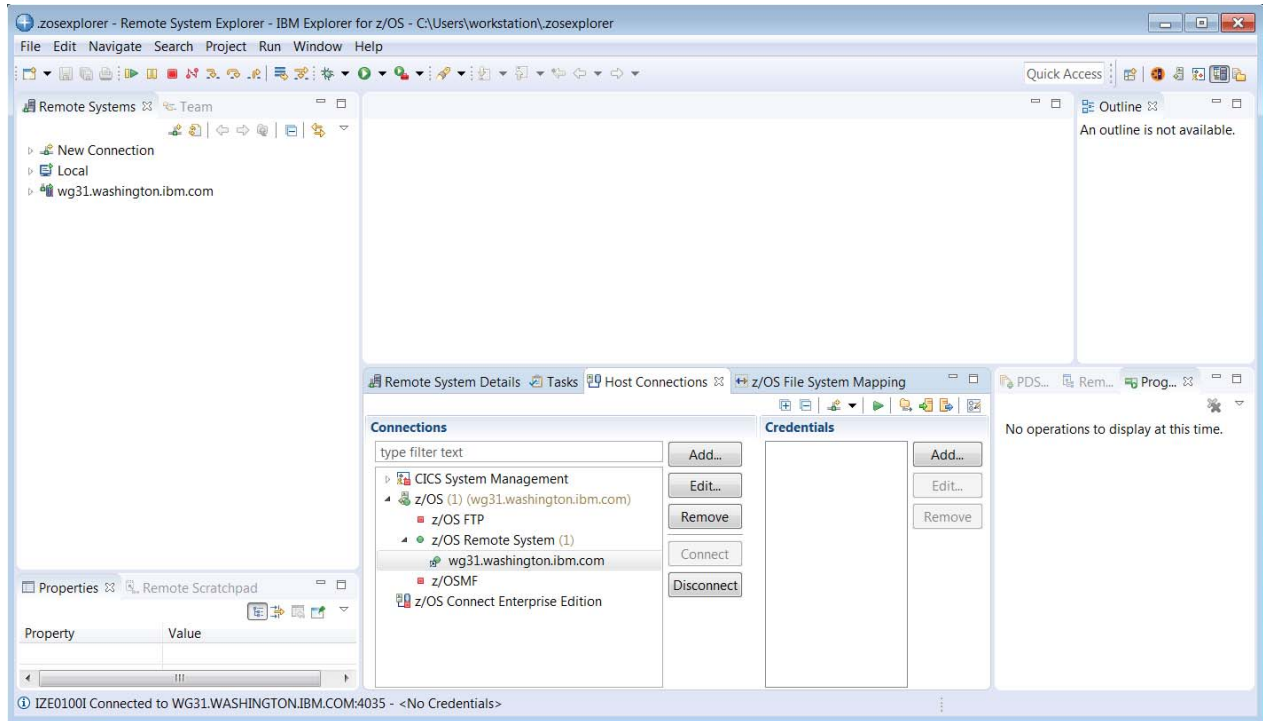 .zosexplorer - Remote System Explorer - IBM Explorer for z/OS - C:\Users\workstation\.zosexplorer
File Edit Navigate Search Project Run Window Help
Quick Access
Remote Systems Team
New Connection
Local
wg31.washington.ibm.com
Outline
An outline is not available.
Remote System Details Tasks Host Connections z/OS File System Mapping
Connections
type filter text
CICS System Management
z/OS (1) (wg31.washington.ibm.com)
z/OS FTP
z/OS Remote System (1)
wg31.washington.ibm.com
z/OSMF
z/OS Connect Enterprise Edition
Add...
Edit...
Remove
Connect
Disconnect
Credentials
Add...
Edit...
Remove
PDS... Rem... Prog...
No operations to display at this time.
Properties Remote Scratchpad
Property Value
IZE0100I Connected to WG31.WASHINGTON.IBM.COM:4035 - <No Credentials>